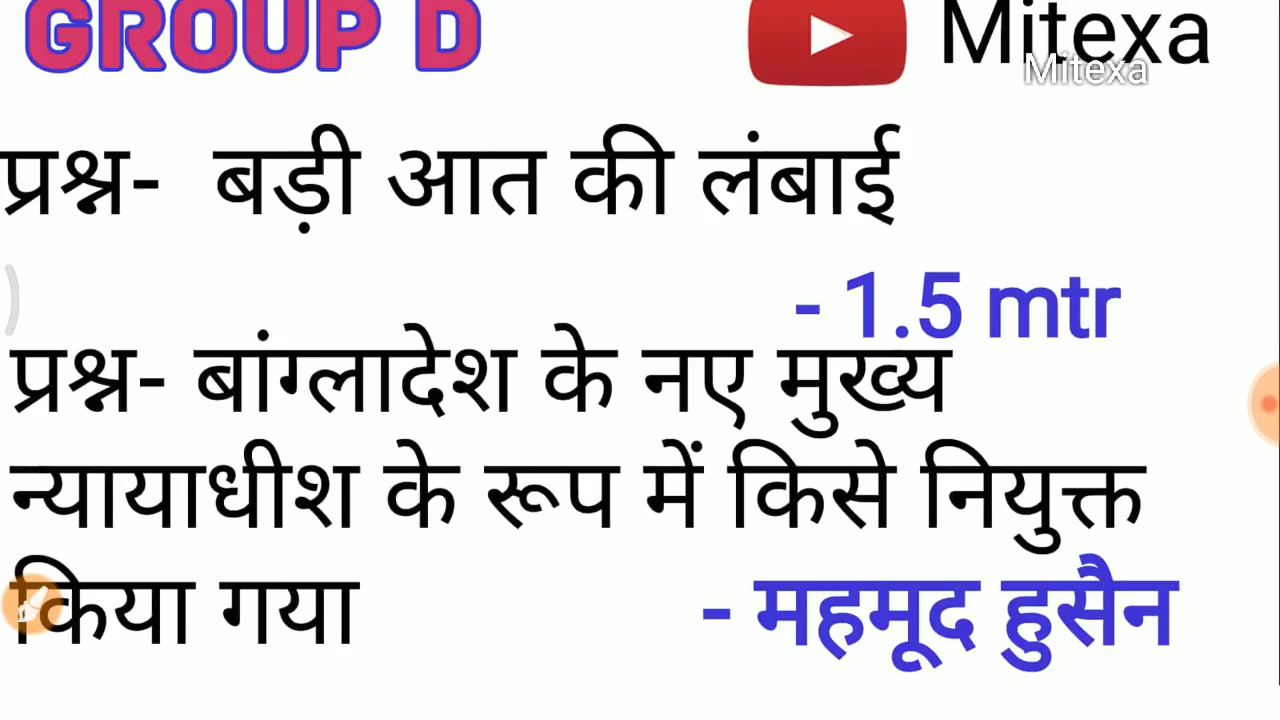 GROUP D
Mitexa
Mitexa
प्रश्न- बड़ी आत की लंबाई
- 1.5 mtr
प्रश्न- बांग्लादेश के नए मुख्य
न्यायाधीश के रूप में किसे नियुक्त
किया गया - महमूद हुसैन